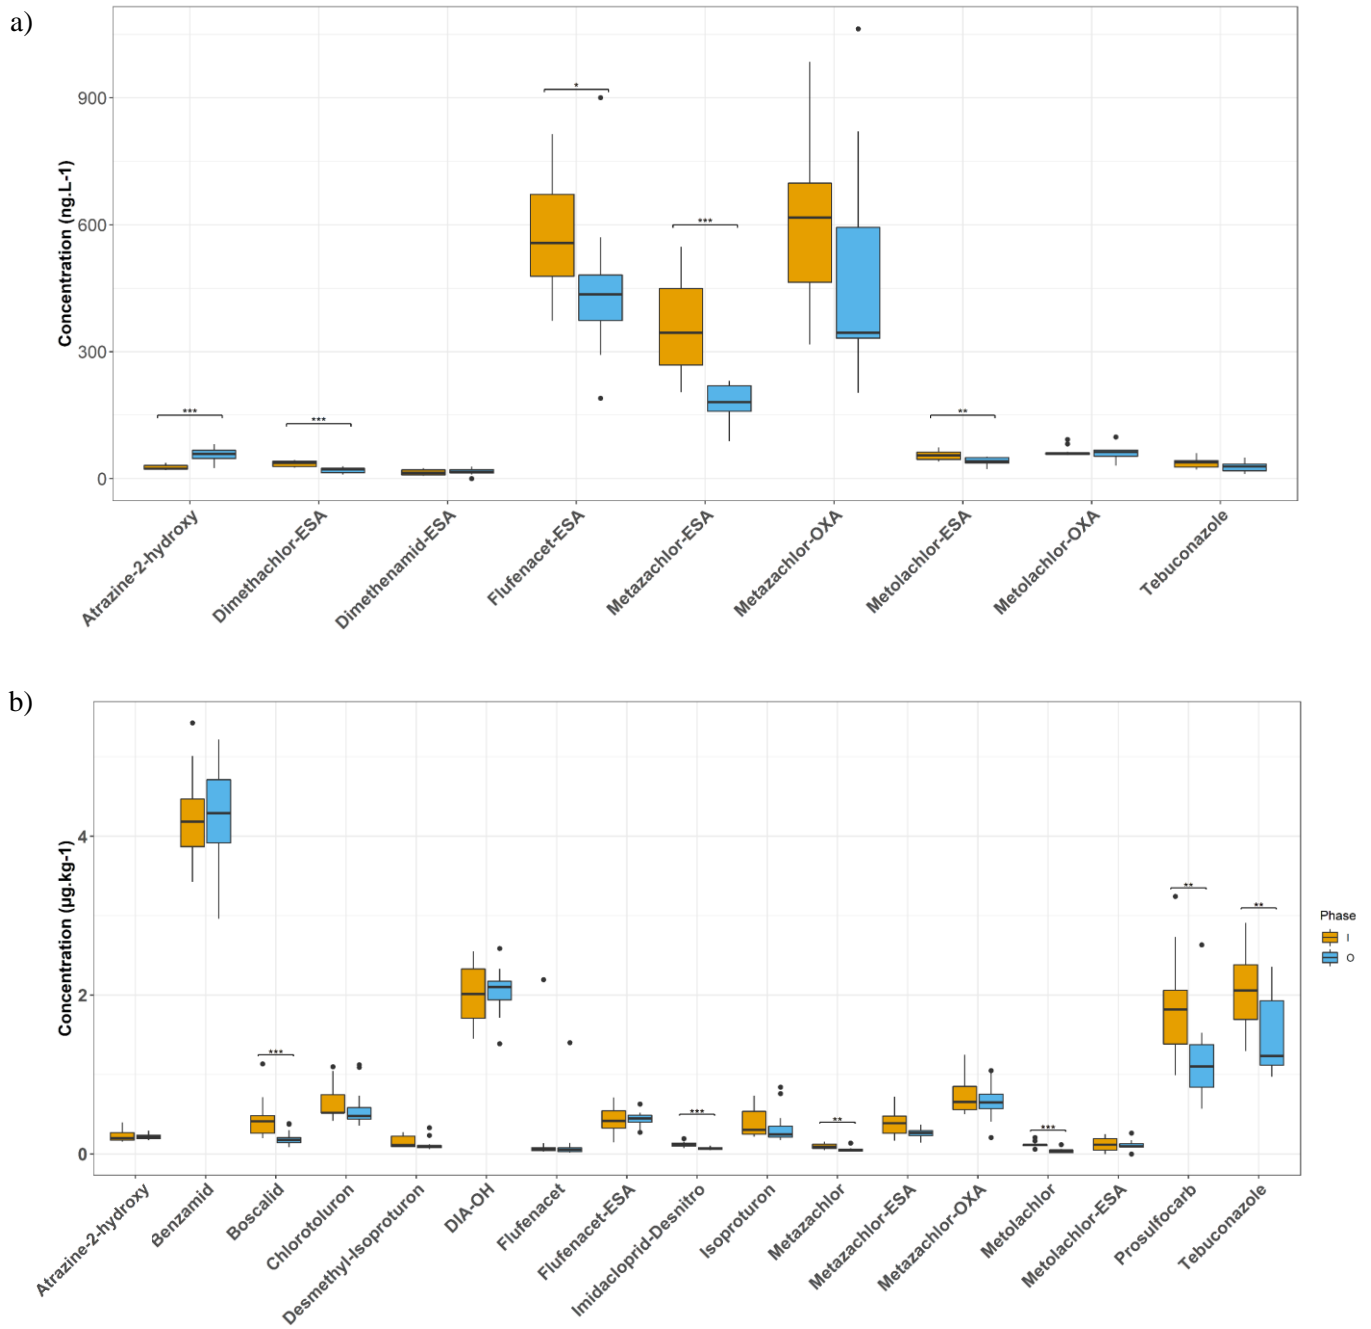 a)
Concentration (ng.L-1)
900
600
300
0
*
***
***
***
**
Atrazine-2-hydroxy
Dimethachlor-ESA
Dimethenamid-ESA
Flufenacet-ESA
Metazachlor-ESA
Metazachlor-OXA
Metolachlor-ESA
Metolachlor-OXA
Tebuconazole
b)
Concentration (µg.kg-1)
4
2
0
***
***
**
***
**
**
Atrazine-2-hydroxy
Benzamid
Boscalid
Chlorotoluron
Desmethyl-Isoproturon
DIA-OH
Flufenacet
Flufenacet-ESA
Imidacloprid-Desnitro
Isoproturon
Metazachlor
Metazachlor-ESA
Metazachlor-OXA
Metolachlor
Metolachlor-ESA
Prosulfocarb
Tebuconazole
Phase
I
O